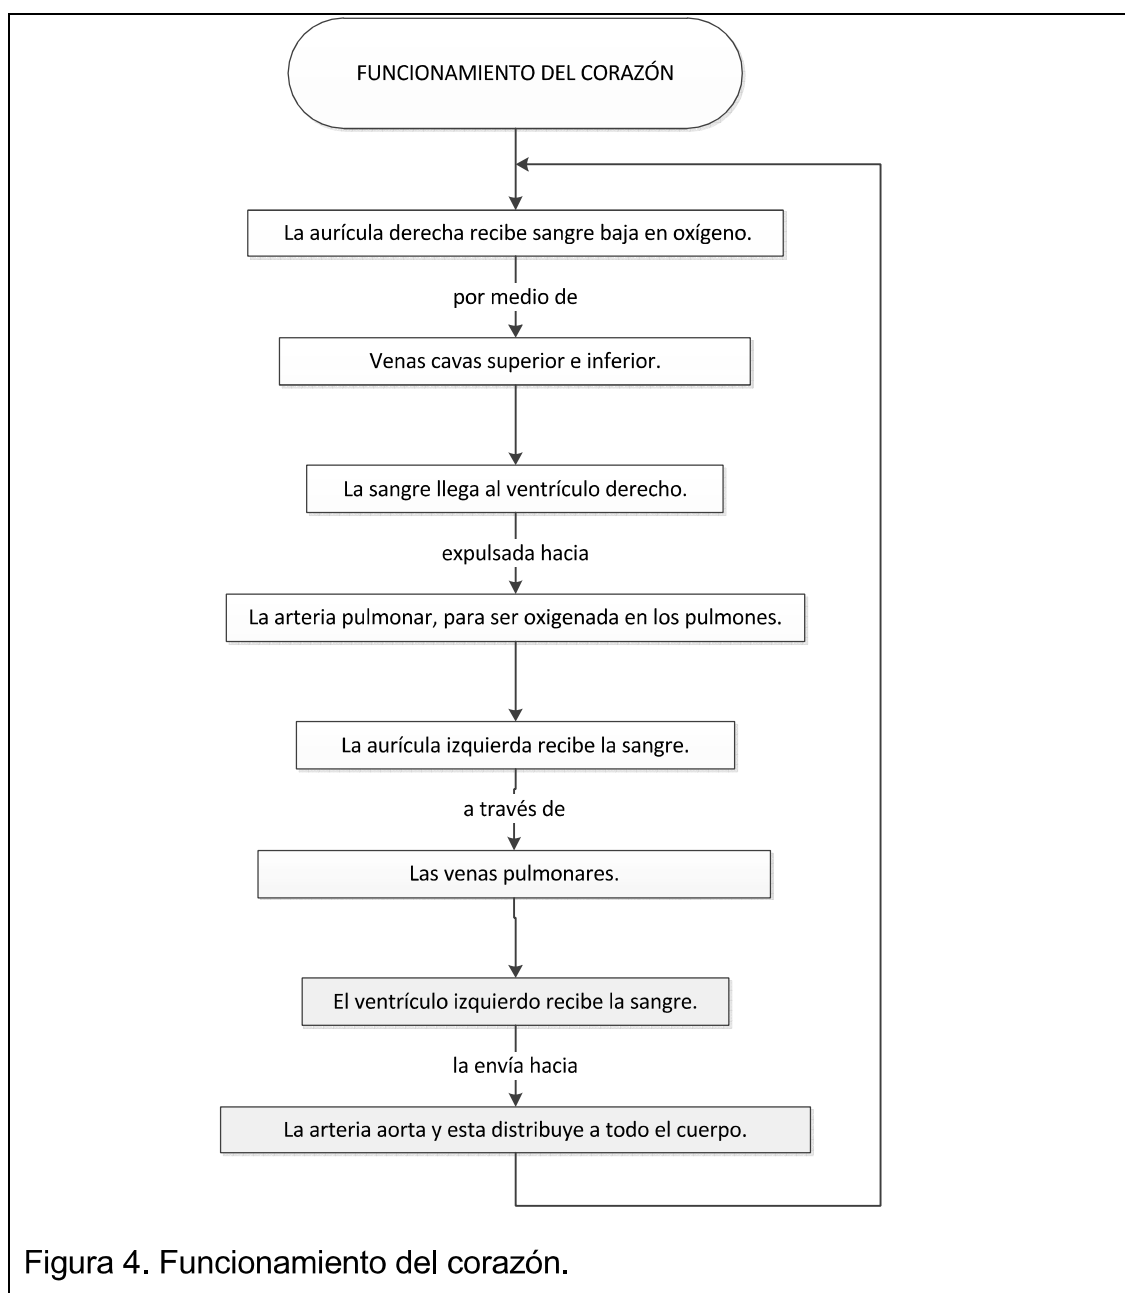 FUNCIONAMIENTO DEL CORAZÓN
La aurícula derecha recibe sangre baja en oxígeno.
por medio de
Venas cavas superior e inferior.
La sangre llega al ventrículo derecho.
expulsada hacia
La arteria pulmonar, para ser oxigenada en los pulmones.
La aurícula izquierda recibe la sangre.
a través de
Las venas pulmonares.
El ventrículo izquierdo recibe la sangre.
la envía hacia
La arteria aorta y esta distribuye a todo el cuerpo.
Figura 4. Funcionamiento del corazón.